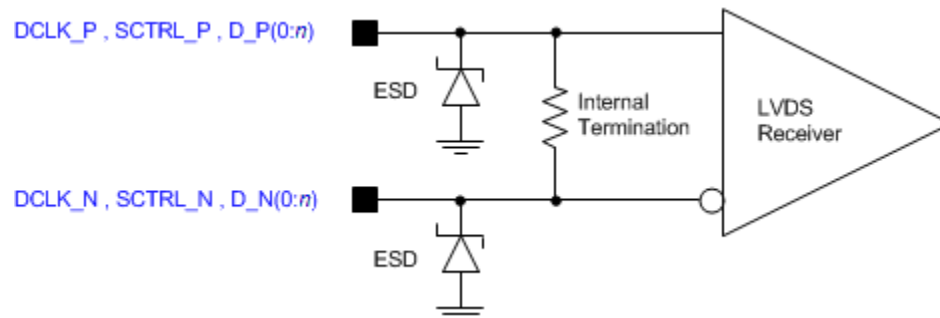 DCLK_P , SCTRL_P , D_P(0:n)
ESD
Internal
Termination
LVDS
Receiver
DCLK_N , SCTRL_N , D_N(0:n)
ESD